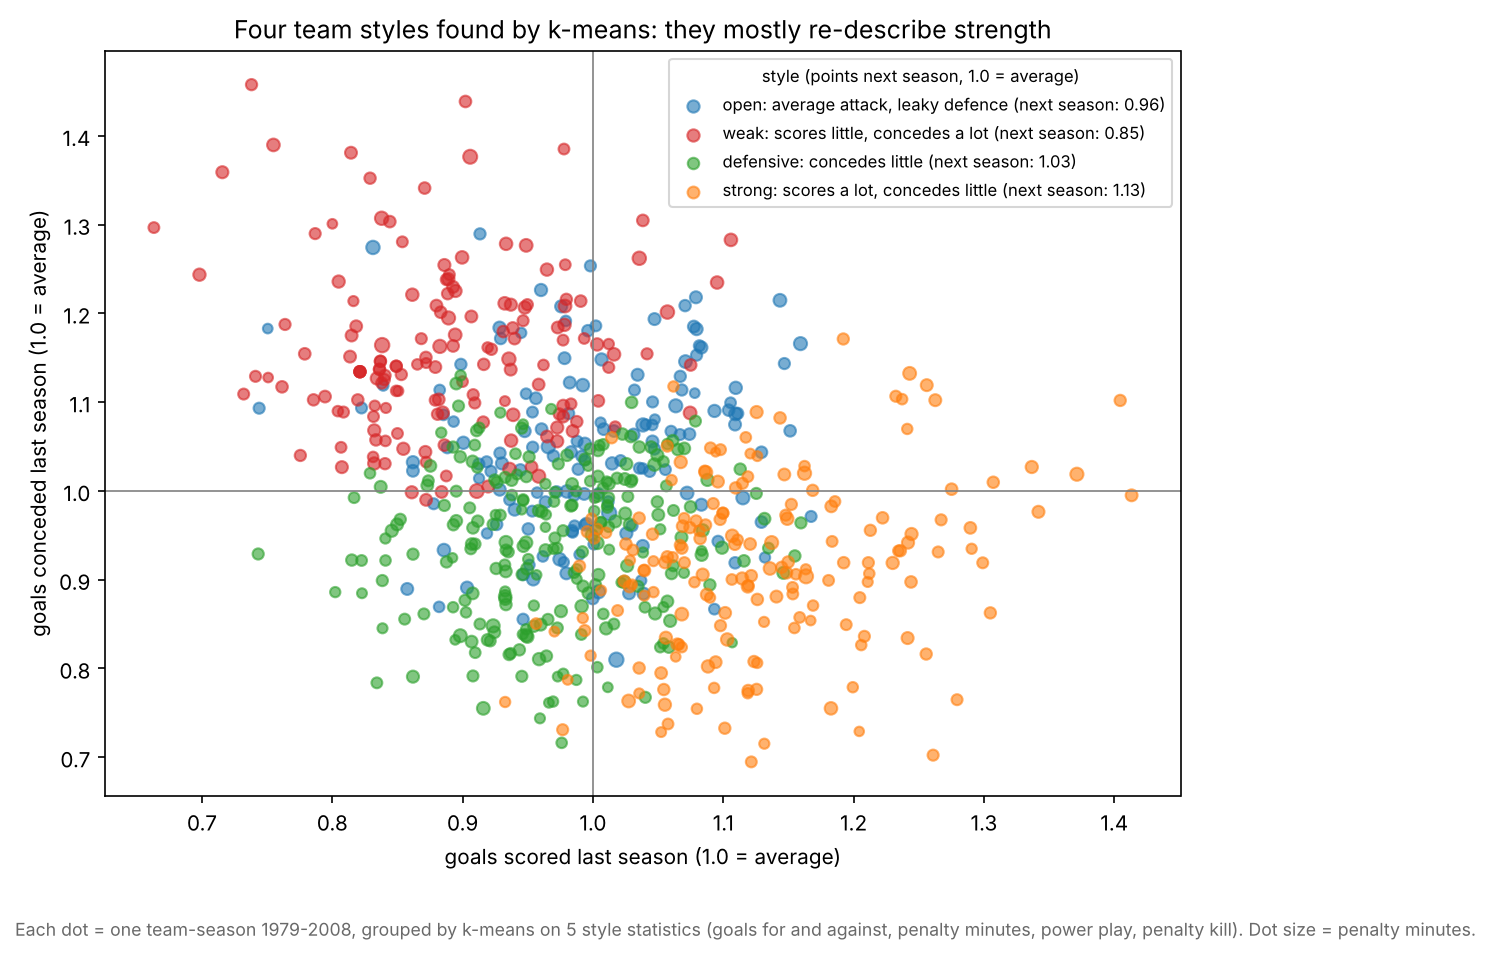 Four team styles found by k-means: they mostly re-describe strength
style (points next season, 1.0 = average)
open: average attack, leaky defence (next season: 0.96)
weak: scores little, concedes a lot (next season: 0.85)
defensive: concedes little (next season: 1.03)
strong: scores a lot, concedes little (next season: 1.13)
goals conceded last season (1.0 = average)
1.4
1.3
1.2
1.1
1.0
0.9
0.8
0.7
0.7 0.8 0.9 1.0 1.1 1.2 1.3 1.4
goals scored last season (1.0 = average)
Each dot = one team-season 1979-2008, grouped by k-means on 5 style statistics (goals for and against, penalty minutes, power play, penalty kill). Dot size = penalty minutes.